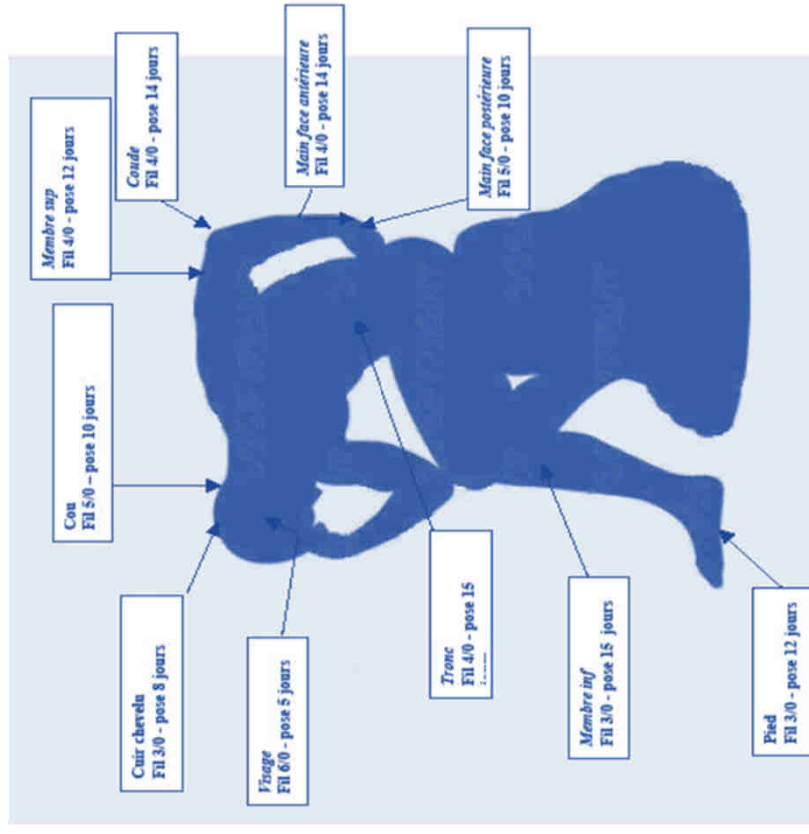 Cuir chevelu
Fil 3/0 - pose 8 jours
Visage
Fil 6/0 - pose 5 jours
Cou
Fil 5/0 – pose 10 jours
Membre sup
Fil 4/0 - pose 12 jours
Coude
Fil 4/0 - pose 14 jours
Main face antérieure
Fil 4/0 - pose 14 jours
Main face postérieure
Fil 5/0 - pose 10 jours
Tronc
Fil 4/0 - pose 15
Membre inf
Fil 3/0 - pose 15 jours
Pied
Fil 3/0 - pose 12 jours